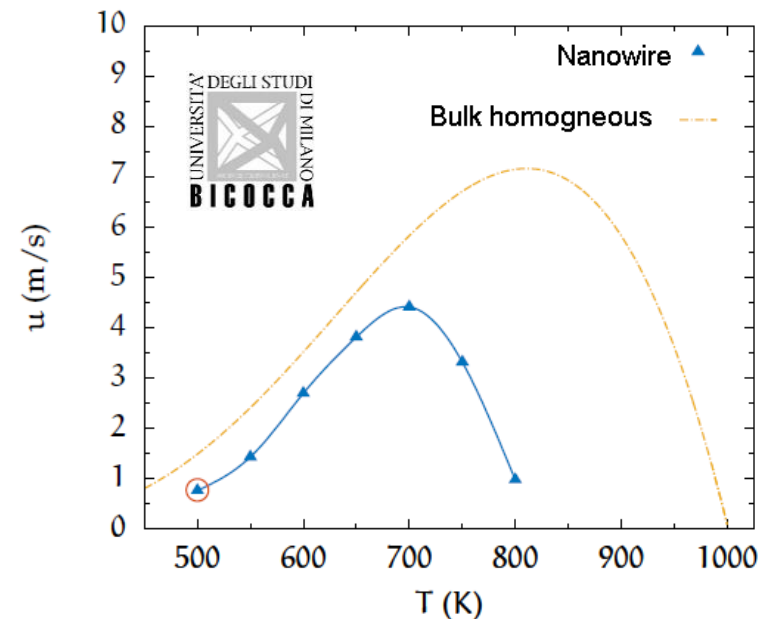 10
9
8
7
6
5
4
3
2
1
0
u (m/s)
UNIVERSITA'
DEGLI STUDI
DI MILANO
BICOCCA
Nanowire
Bulk homogneous
500 600 700 800 900 1000
T (K)